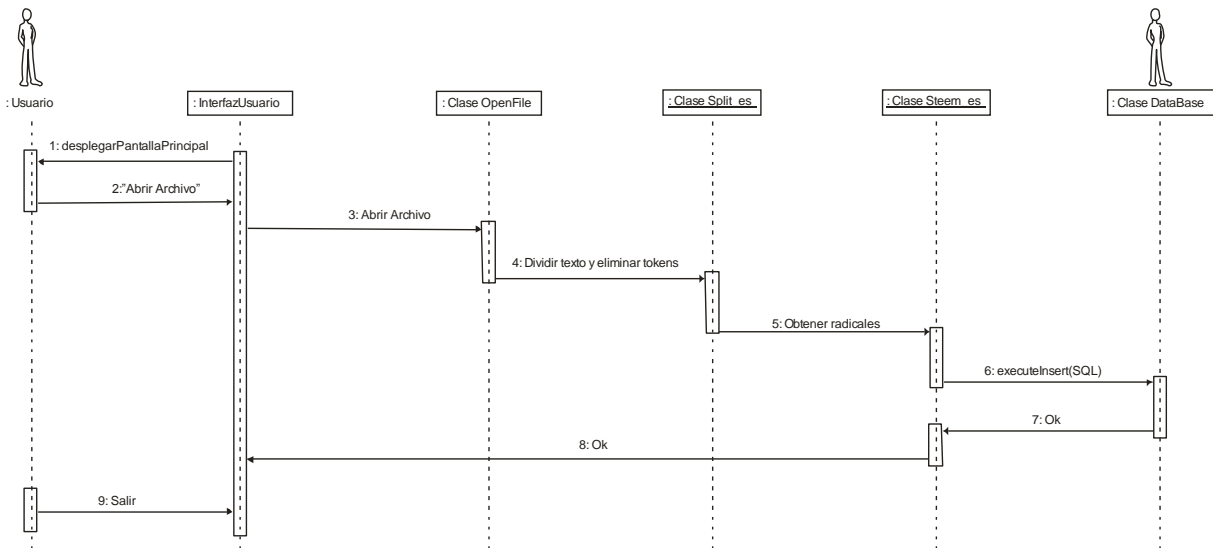 : Usuario
: InterfazUsuario
: Clase OpenFile
: Clase Split_es
: Clase Steem_es
: Clase DataBase
1: desplegarPantallaPrincipal
2:"Abrir Archivo"
3: Abrir Archivo
4: Dividir texto y eliminar tokens
5: Obtener radicales
6: executeInsert(SQL)
7: Ok
8: Ok
9: Salir